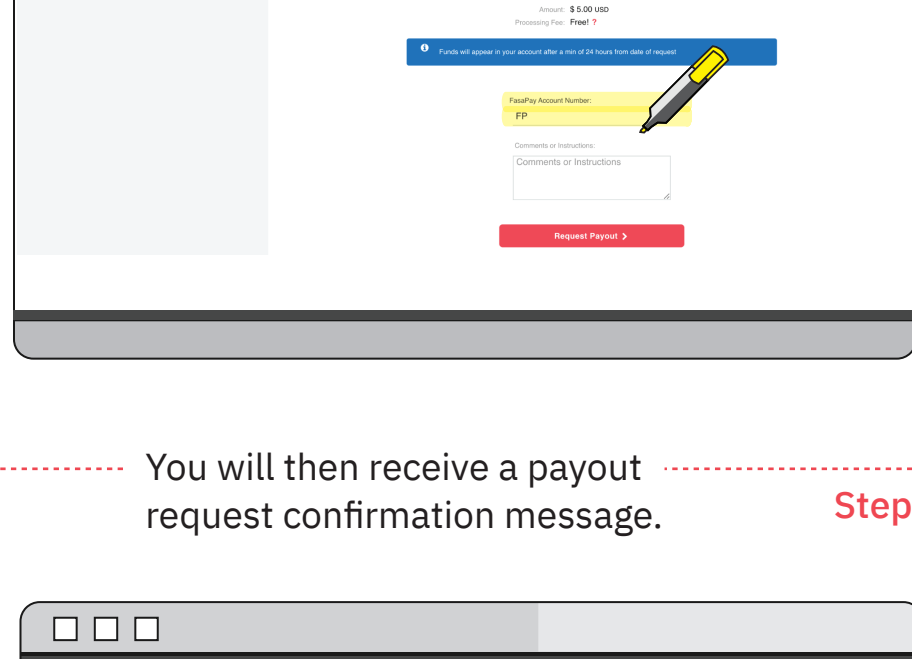 Amount: $ 5.00 USD
Processing Fee: Free! ?
Funds will appear in your account after a min of 24 hours from date of request
FasaPay Account Number:
FP
Comments or Instructions:
Comments or Instructions
Request Payout
You will then receive a payout
request confirmation message.
Step